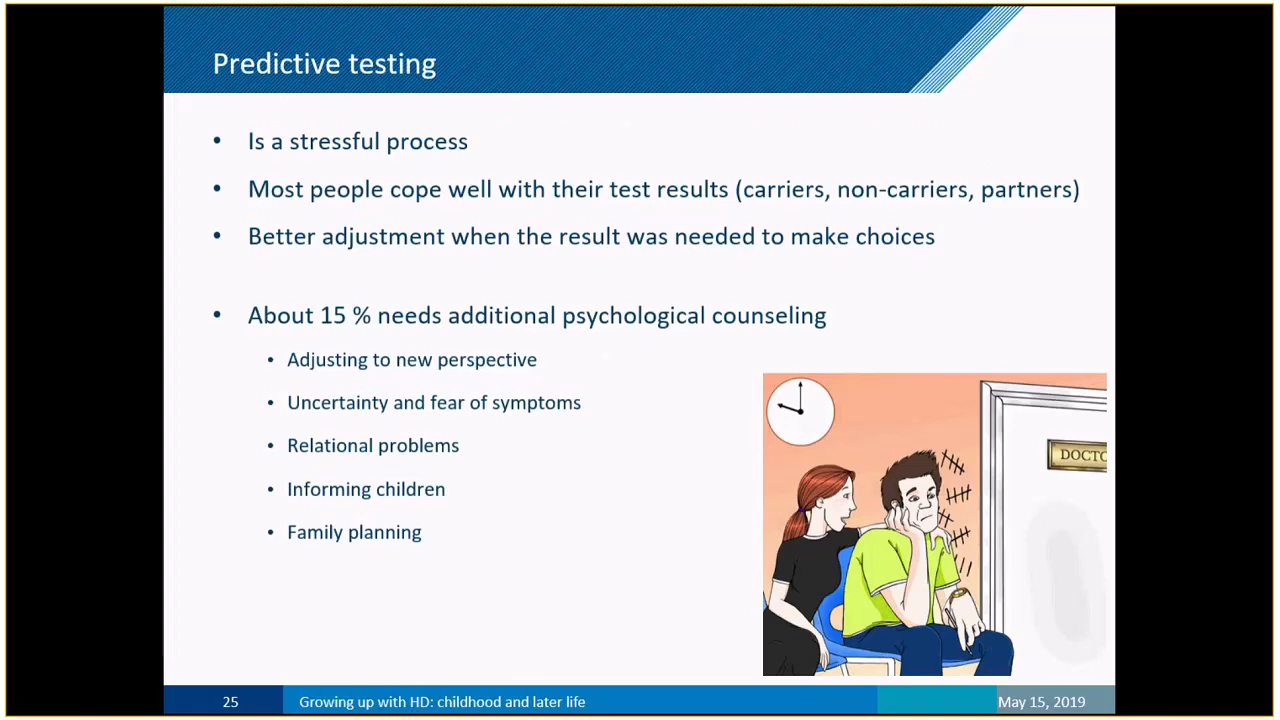 Predictive testing
• Is a stressful process
• Most people cope well with their test results (carriers, non-carriers, partners)
• Better adjustment when the result was needed to make choices
• About 15 % needs additional psychological counseling
• Adjusting to new perspective
• Uncertainty and fear of symptoms
• Relational problems
• Informing children
• Family planning
DOCTO
25 Growing up with HD: childhood and later life May 15, 2019